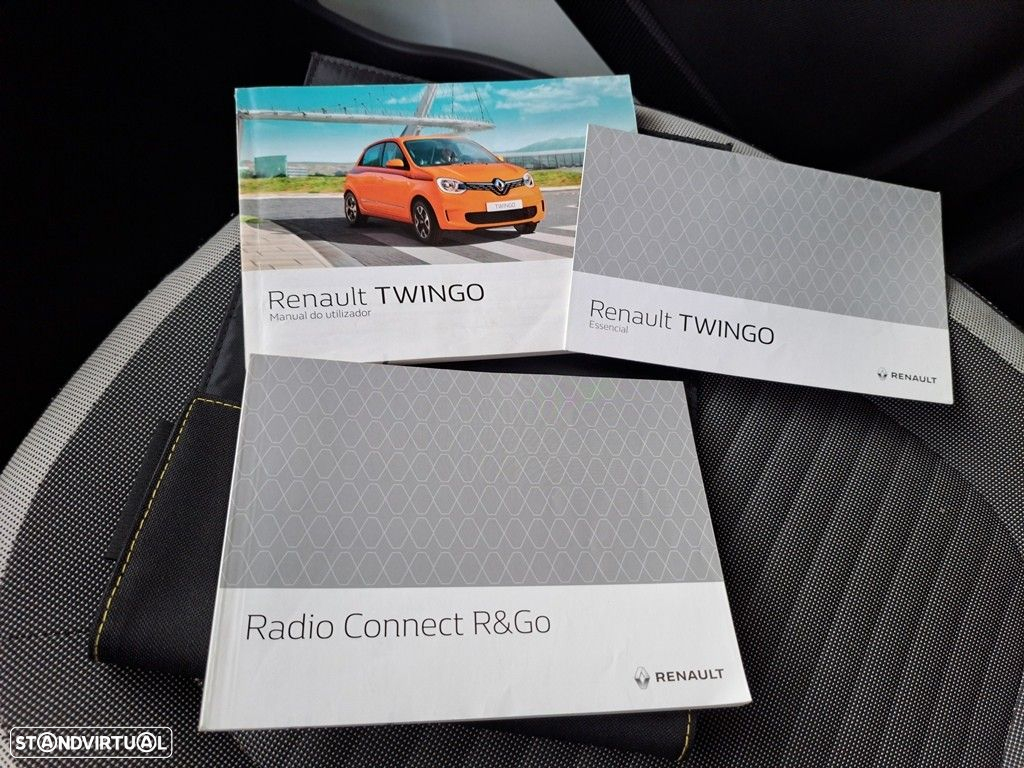 TWINGO
Renault TWINGO
Manual do utilizador
Renault TWINGO
Essencial
RENAULT
Radio Connect R&Go
RENAULT
STANDVIRTUAL